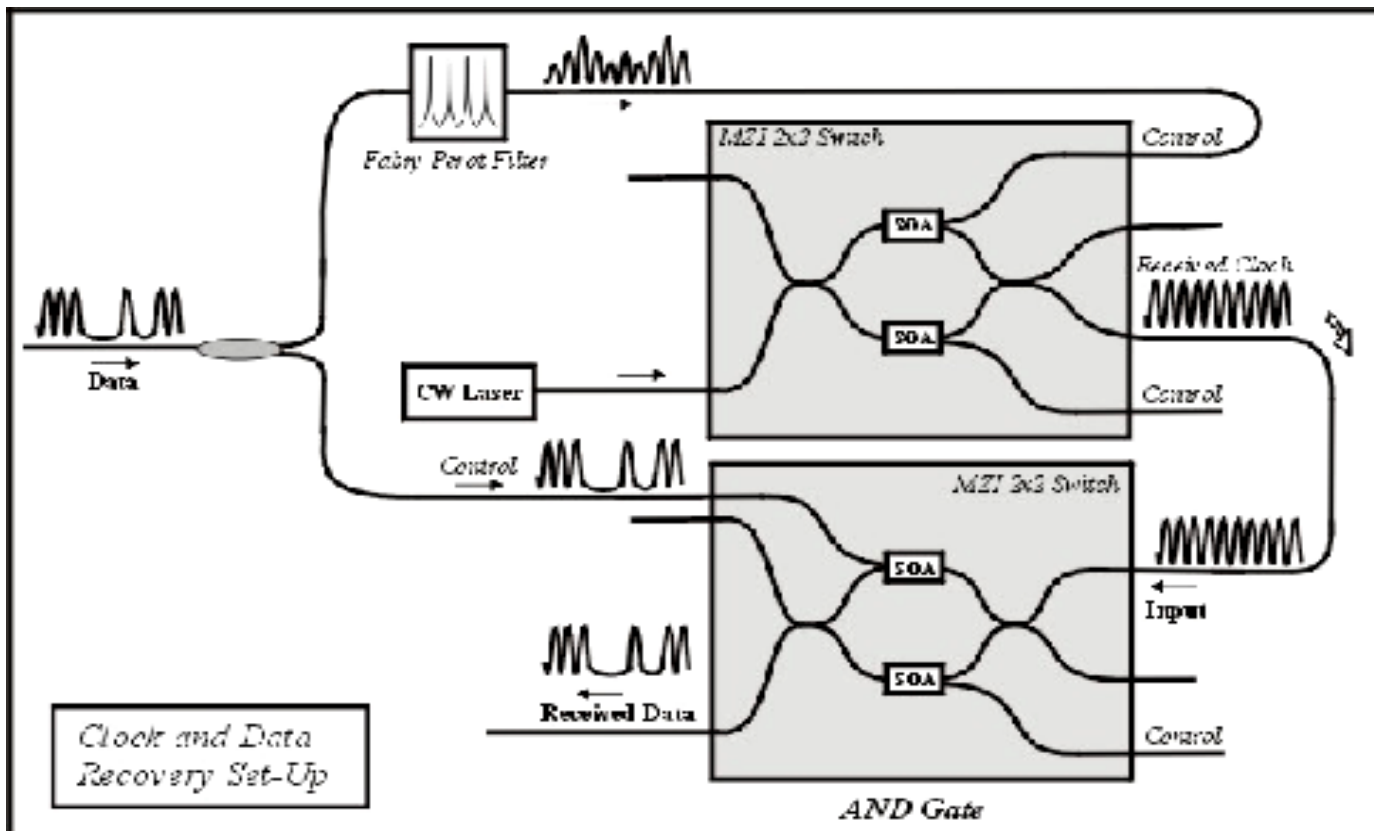 MZI 2x2 Switch
Control
Fabry Perot Filter
SOA
Received Clock
Data
SOA
CW Laser
Control
Control
MZI 2x2 Switch
SOA
Input
SOA
Received Data
Control
Clock and Data
Recovery Set-Up
AND Gate